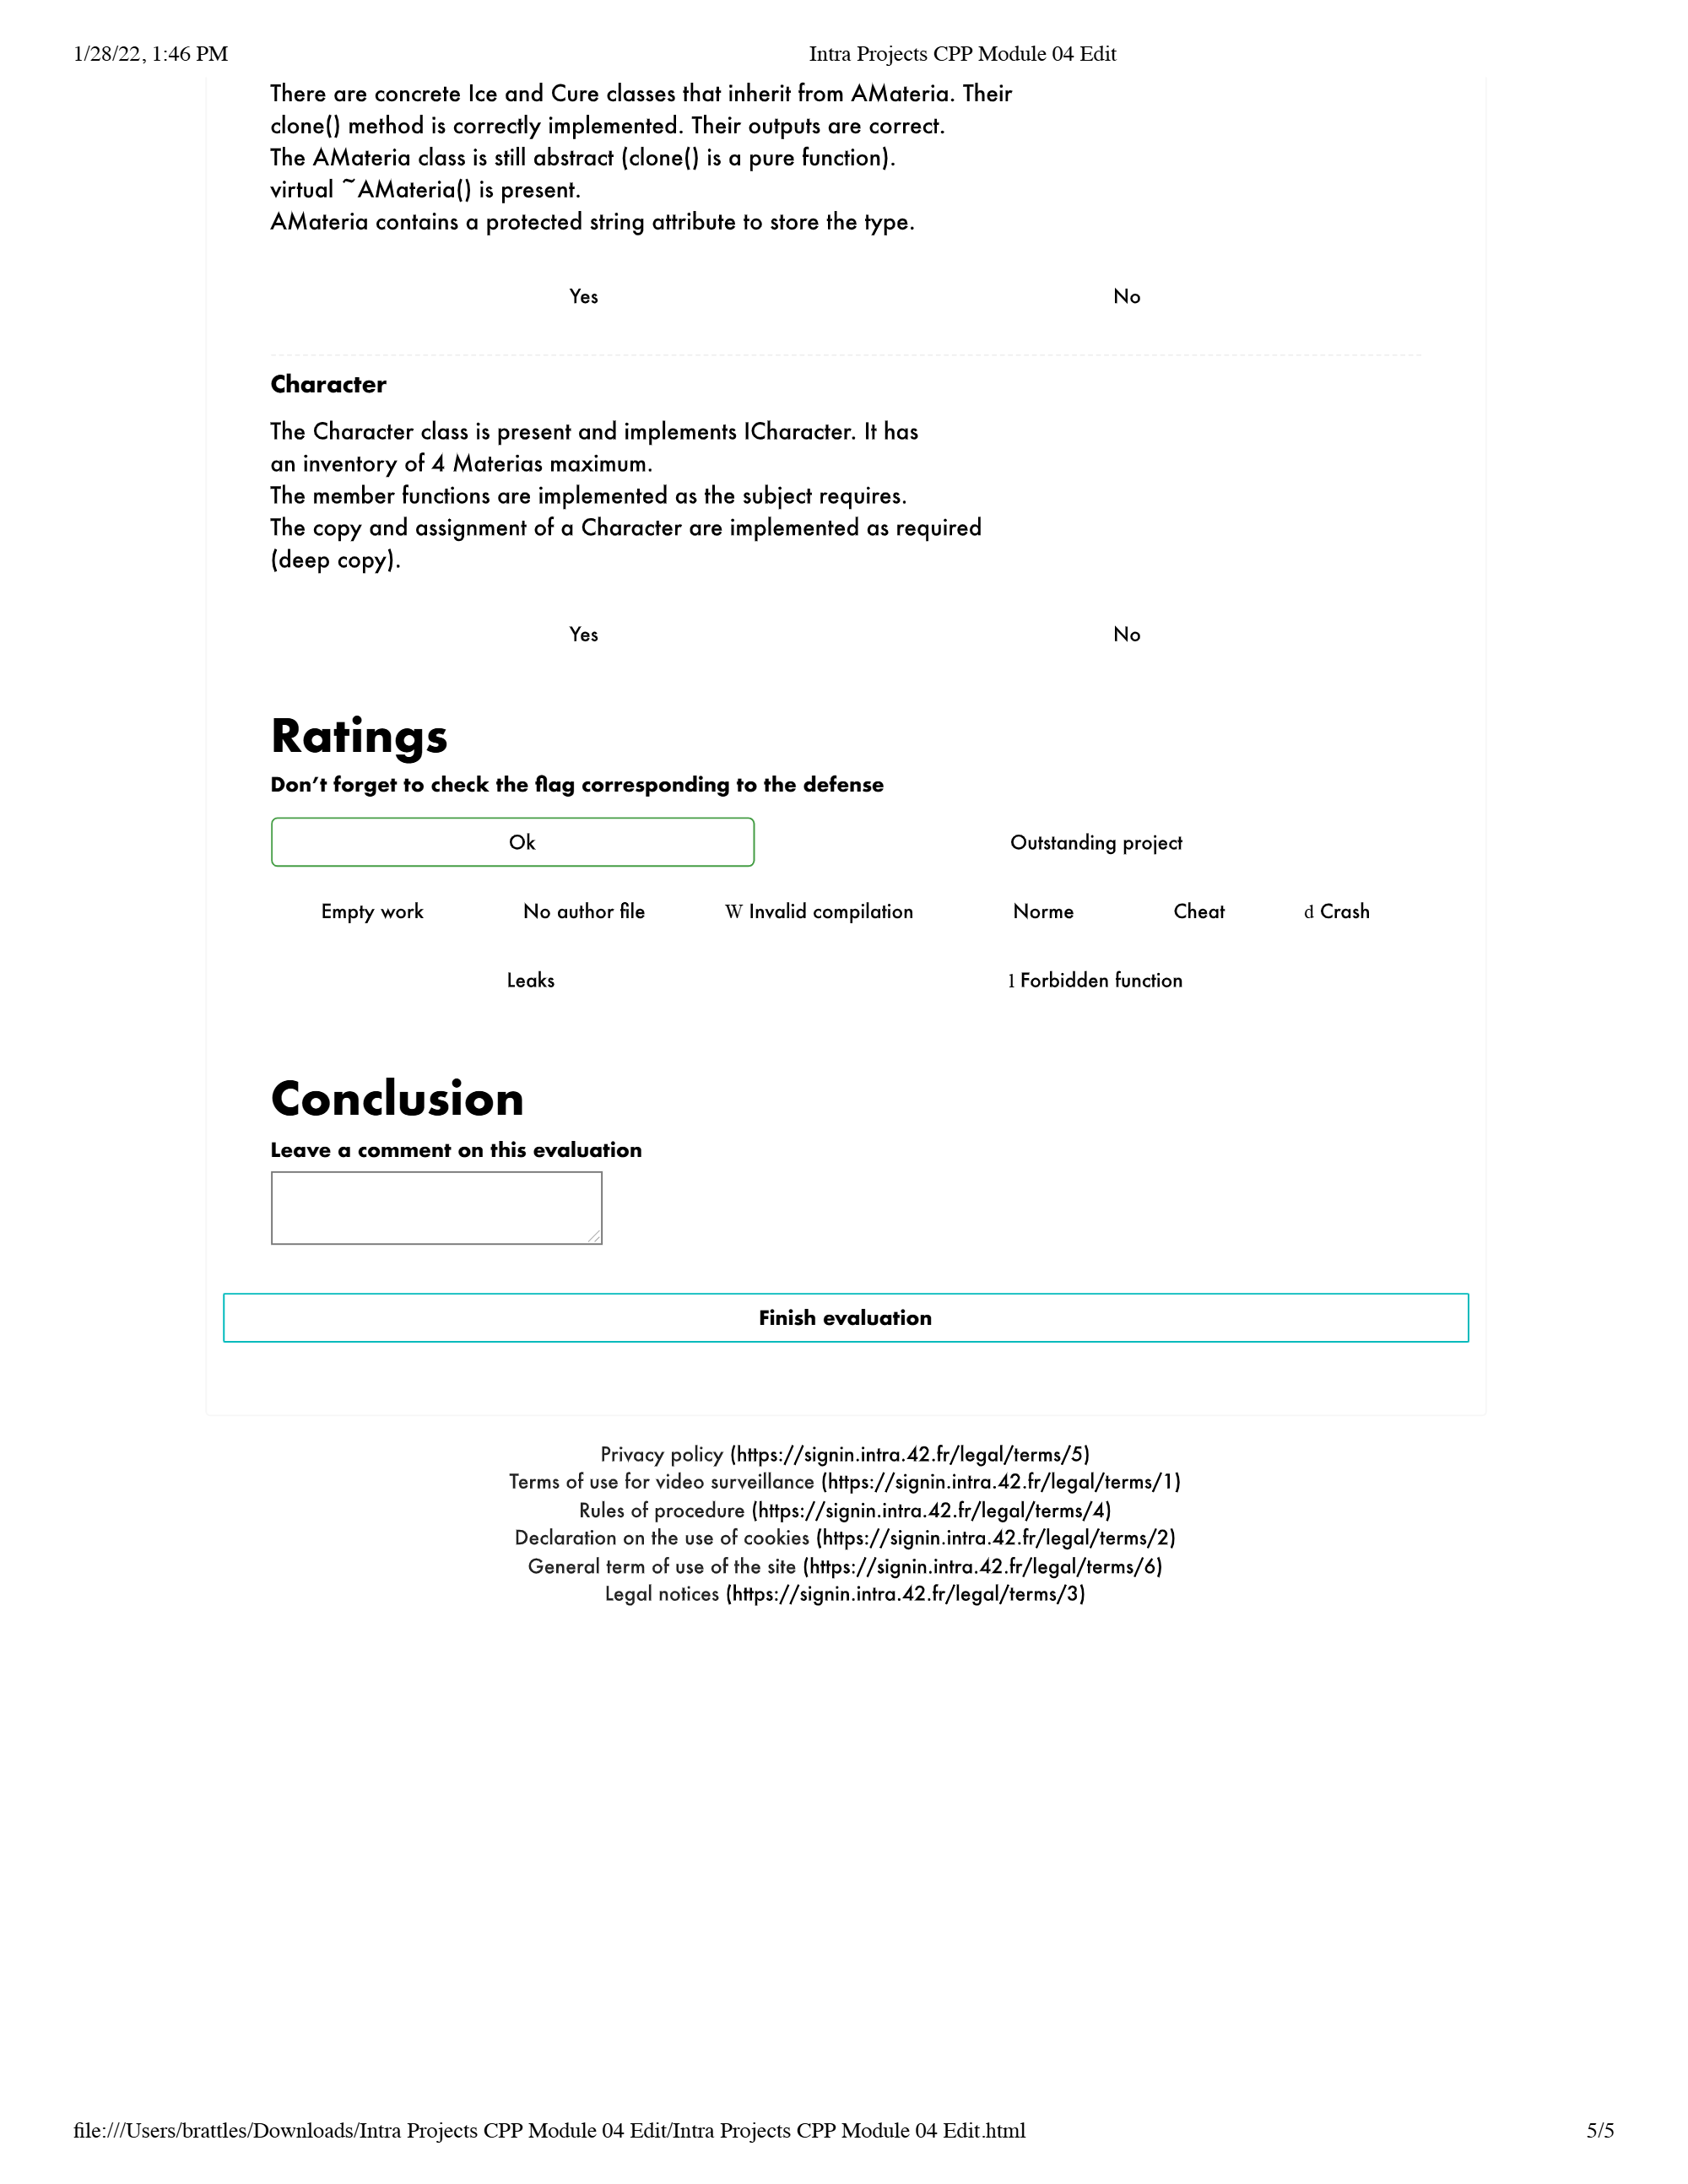 1/28/22, 1:46 PM Intra Projects CPP Module 04 Edit
There are concrete Ice and Cure classes that inherit from AMateria. Their
clone() method is correctly implemented. Their outputs are correct.
The AMateria class is still abstract (clone() is a pure function).
virtual ~AMateria() is present.
AMateria contains a protected string attribute to store the type.
Yes No
Character
The Character class is present and implements ICharacter. It has
an inventory of 4 Materias maximum.
The member functions are implemented as the subject requires.
The copy and assignment of a Character are implemented as required
(deep copy).
Yes No
Ratings
Don’t forget to check the flag corresponding to the defense
Ok Outstanding project
Empty work No author file W Invalid compilation Norme Cheat d Crash
Leaks l Forbidden function
Conclusion
Leave a comment on this evaluation
Finish evaluation
Privacy policy (https://signin.intra.42.fr/legal/terms/5)
Terms of use for video surveillance (https://signin.intra.42.fr/legal/terms/1)
Rules of procedure (https://signin.intra.42.fr/legal/terms/4)
Declaration on the use of cookies (https://signin.intra.42.fr/legal/terms/2)
General term of use of the site (https://signin.intra.42.fr/legal/terms/6)
Legal notices (https://signin.intra.42.fr/legal/terms/3)
file:///Users/brattles/Downloads/Intra Projects CPP Module 04 Edit/Intra Projects CPP Module 04 Edit.html 5/5